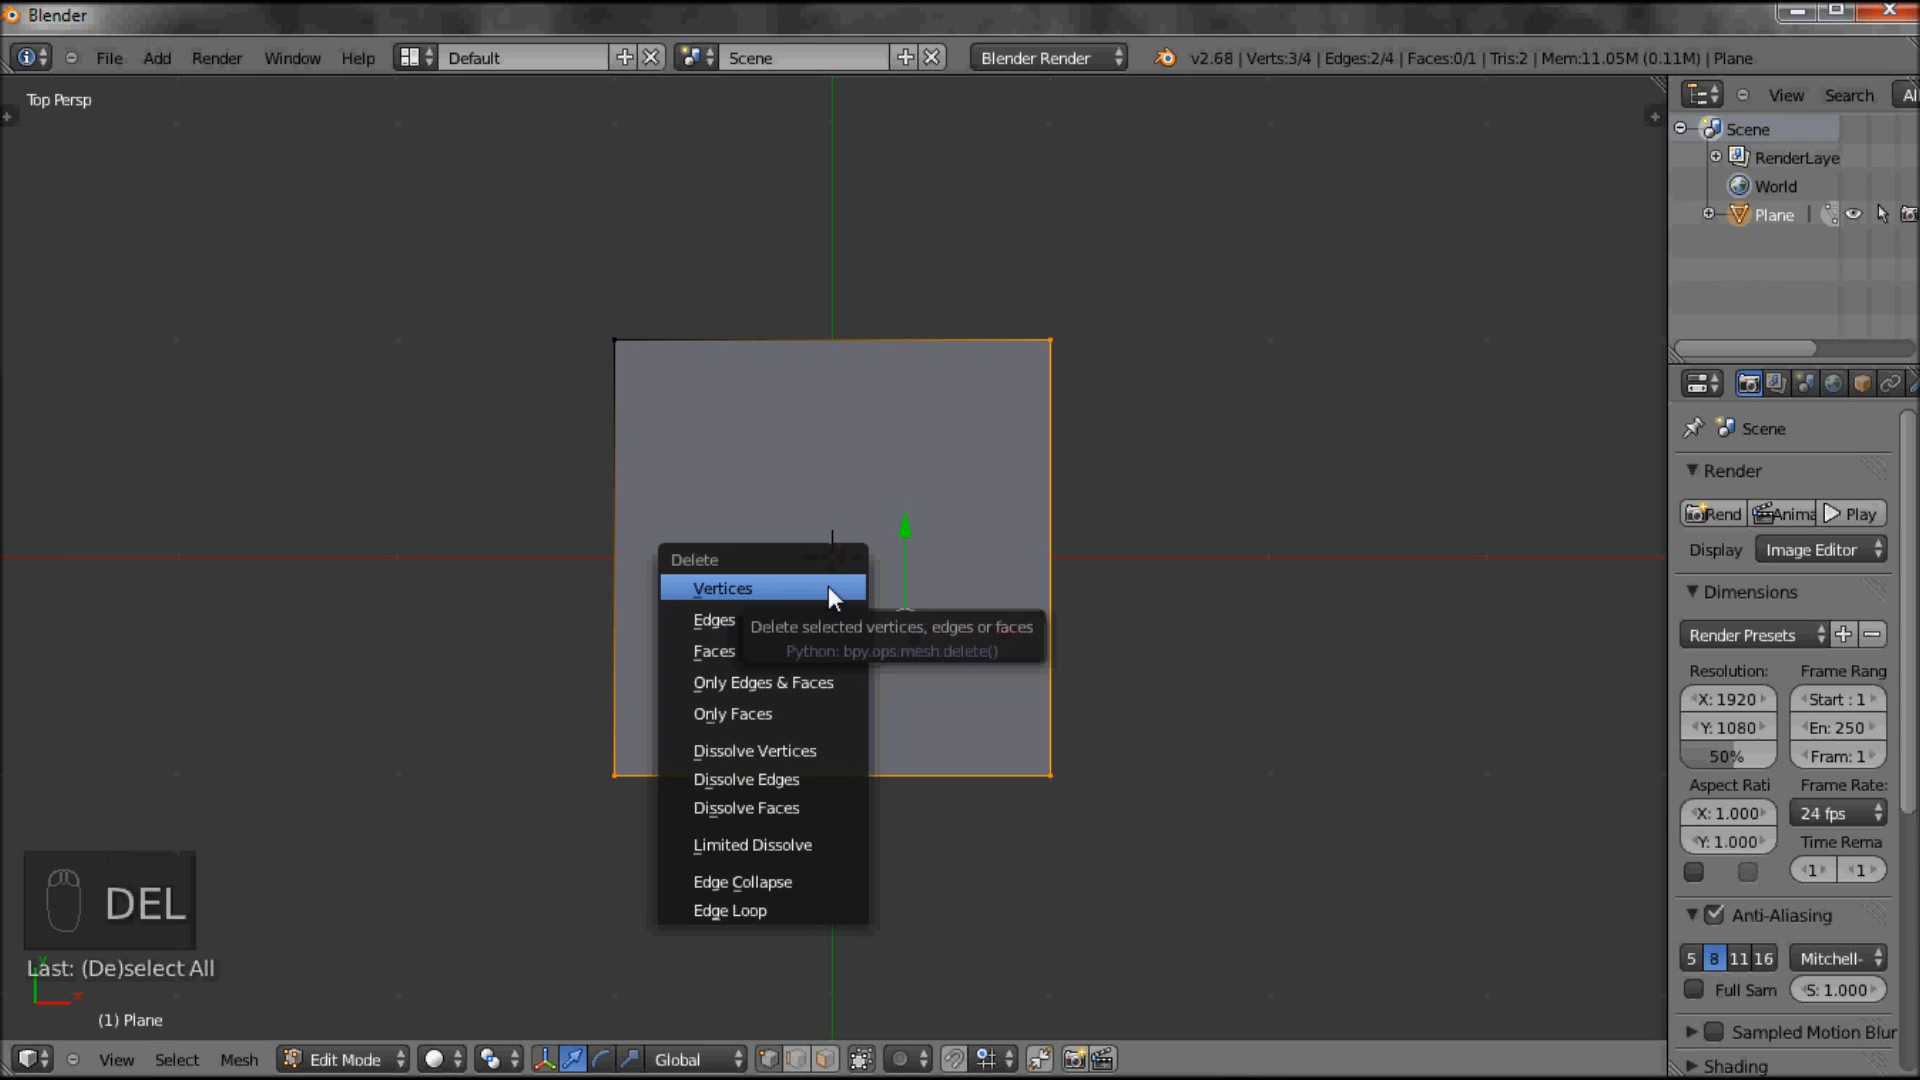 Blender
File Add Render Window Help Default Scene Blender Render v2.68 | Verts:3/4 | Edges:2/4 | Faces:0/1 | Tris:2 | Mem:11.05M (0.11M) | Plane
Top Persp
View Search Al
Scene
RenderLaye
World
Plane
Scene
Render
Rend Anima Play
Display Image Editor
Dimensions
Render Presets
Resolution: Frame Rang
X: 1920 Start : 1
Y: 1080 En: 250
50% Fram: 1
Aspect Rati Frame Rate:
X: 1.000 24 fps
Y: 1.000 Time Rema
1 1
Anti-Aliasing
5 8 11 16 Mitchell-
Full Sam S: 1.000
Sampled Motion Blur
Shading
Delete
Vertices
Edges
Faces
Delete selected vertices, edges or faces
Python: bpy.ops.mesh.delete()
Only Edges & Faces
Only Faces
Dissolve Vertices
Dissolve Edges
Dissolve Faces
Limited Dissolve
Edge Collapse
Edge Loop
DEL
Last: (De)select All
(1) Plane
View Select Mesh Edit Mode Global